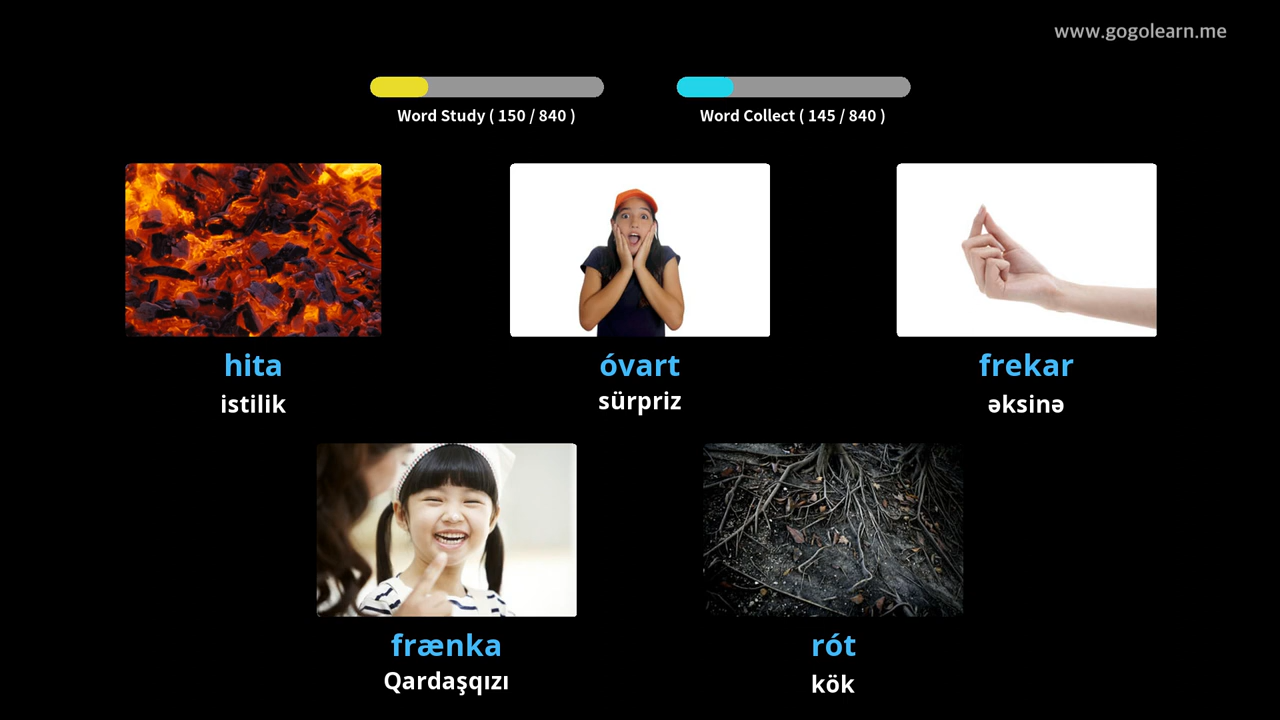 www.gogolearn.me
Word Study ( 150 / 840 )
Word Collect ( 145 / 840 )
hita
istilik
óvart
sürpriz
frekar
əksinə
frænka
Qardaşqızı
rót
kök